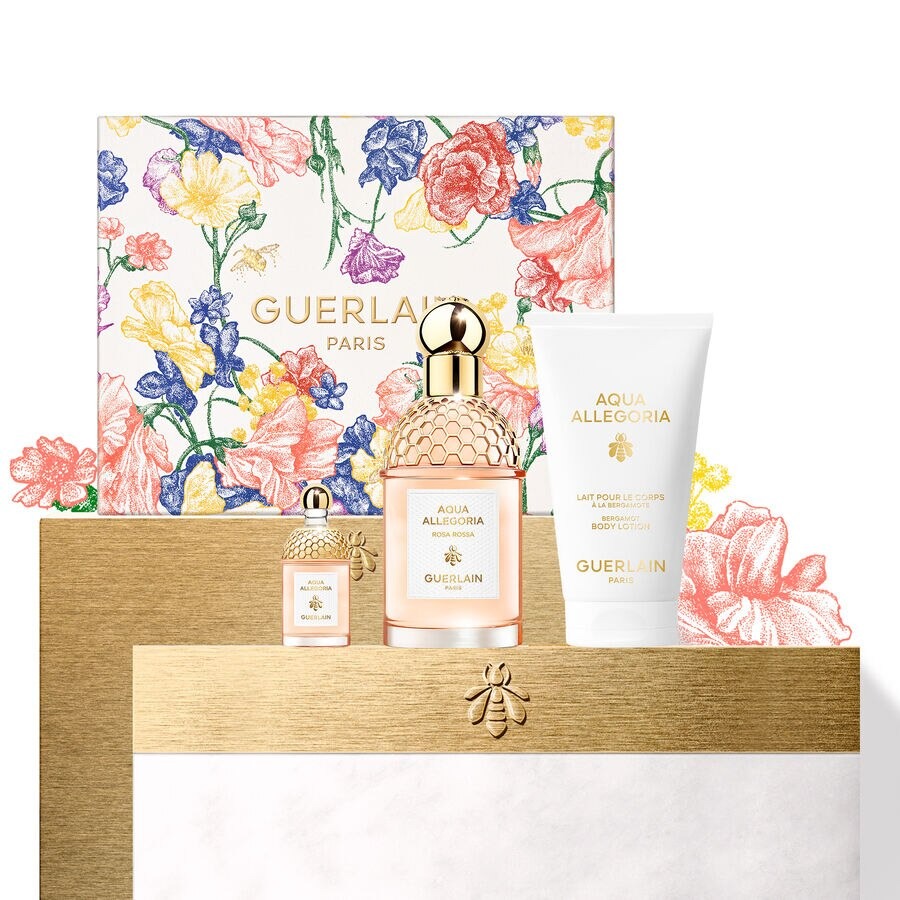 GUERLAIN
PARIS
AQUA
ALLEGORIA
GUERLAIN
AQUA
ALLEGORIA
ROSA ROSSA
GUERLAIN
PARIS
AQUA
ALLEGORIA
LAIT POUR LE CORPS
À LA BERGAMOTE
BERGAMOT
BODY LOTION
GUERLAIN
PARIS